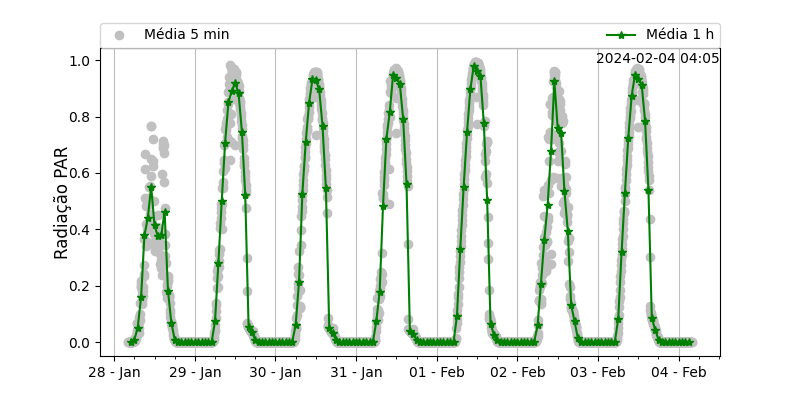 Média 5 min
Média 1 h
2024-02-04 04:05
Radiação PAR
1.0
0.8
0.6
0.4
0.2
0.0
28 - Jan
29 - Jan
30 - Jan
31 - Jan
01 - Feb
02 - Feb
03 - Feb
04 - Feb